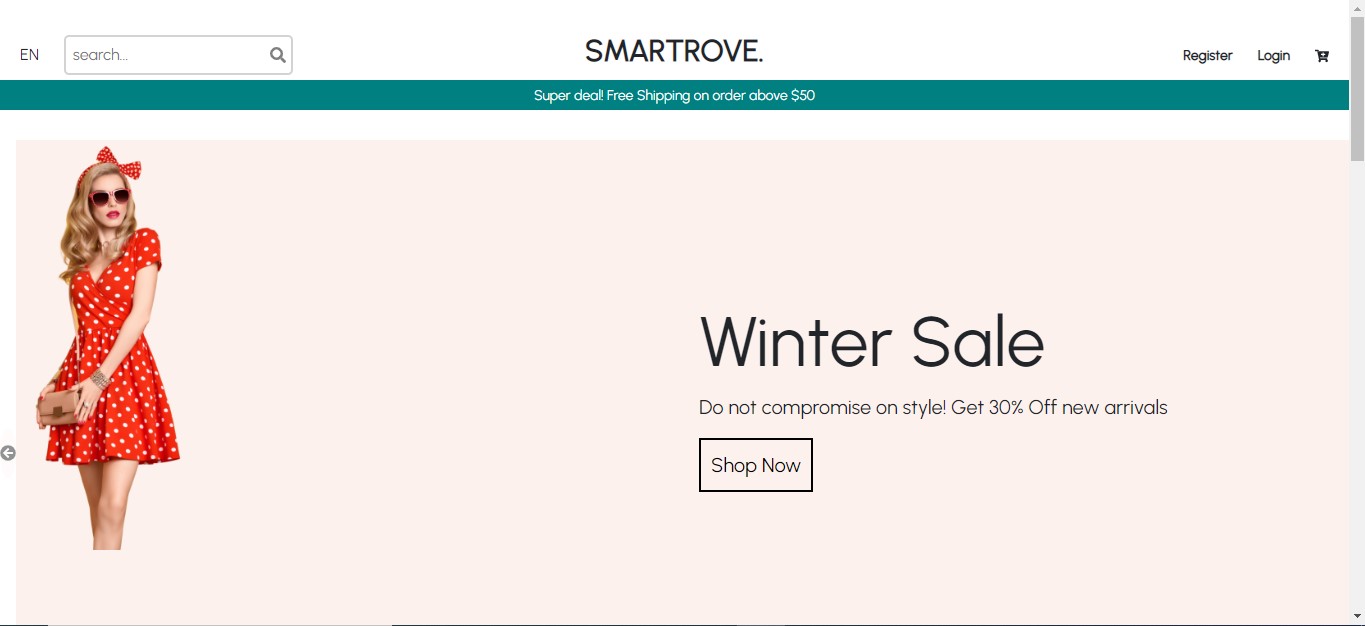 EN
search...
SMARTROVE.
Register
Login
Super deal! Free Shipping on order above $50
Winter Sale
Do not compromise on style! Get 30% Off new arrivals
Shop Now